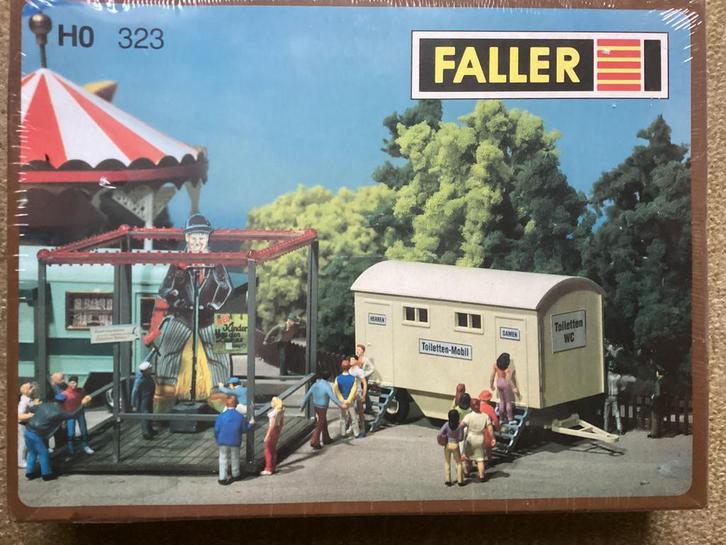 H0 323
FALLER
Kinder
HERREN
Toiletten-Mobil
DAMEN
Toiletten
WC